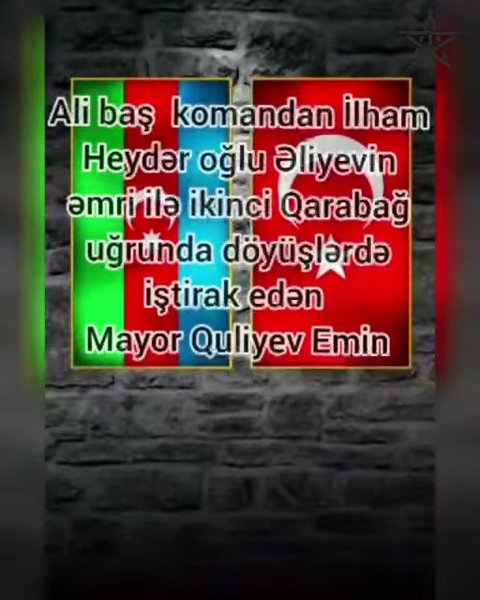 Ali baş komandan İlham
Heydər oğlu Əliyevin
əmri ilə ikinci Qarabağ
uğrunda döyüşlərdə
iştirak edən
Mayor Quliyev Emin